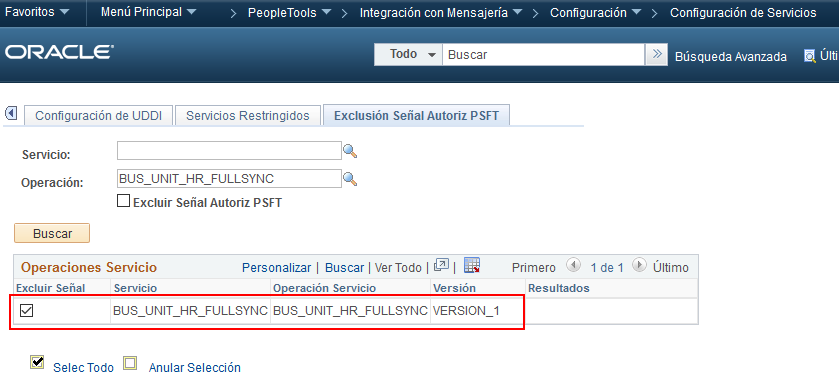 Favoritos Menú Principal PeopleTools Integración con Mensajería Configuración Configuración de Servicios
ORACLE
Todo Buscar Búsqueda Avanzada Últi
Configuración de UDDI Servicios Restringidos Exclusión Señal Autoriz PSFT
Servicio:
Operación: BUS_UNIT_HR_FULLSYNC
Excluir Señal Autoriz PSFT
Buscar
Operaciones Servicio Personalizar | Buscar | Ver Todo | | Primero 1 de 1 Último
Excluir Señal Servicio Operación Servicio Versión Resultados
BUS_UNIT_HR_FULLSYNC BUS_UNIT_HR_FULLSYNC VERSION_1
Selec Todo Anular Selección